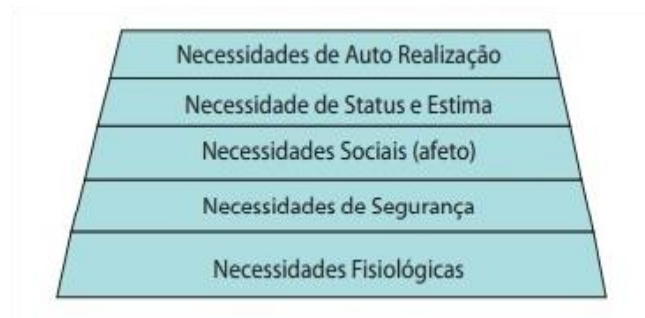 Necessidades de Auto Realização
Necessidade de Status e Estima
Necessidades Sociais (afeto)
Necessidades de Segurança
Necessidades Fisiológicas